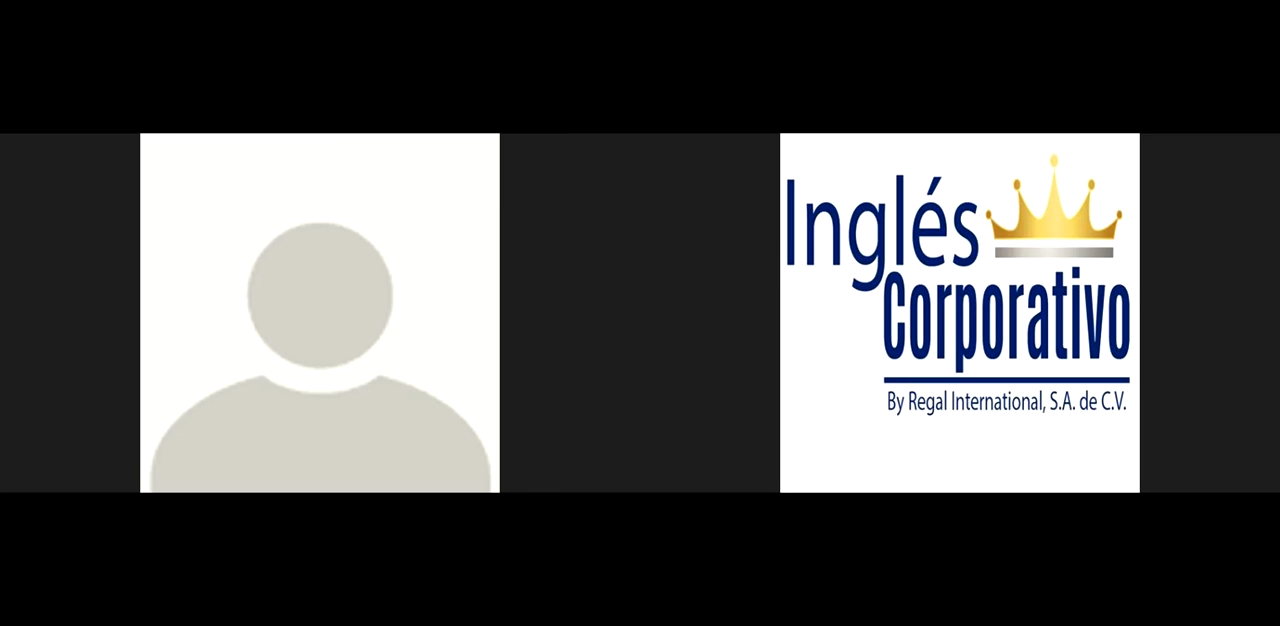 Inglés
Corporativo
By Regal International, S.A. de C.V.